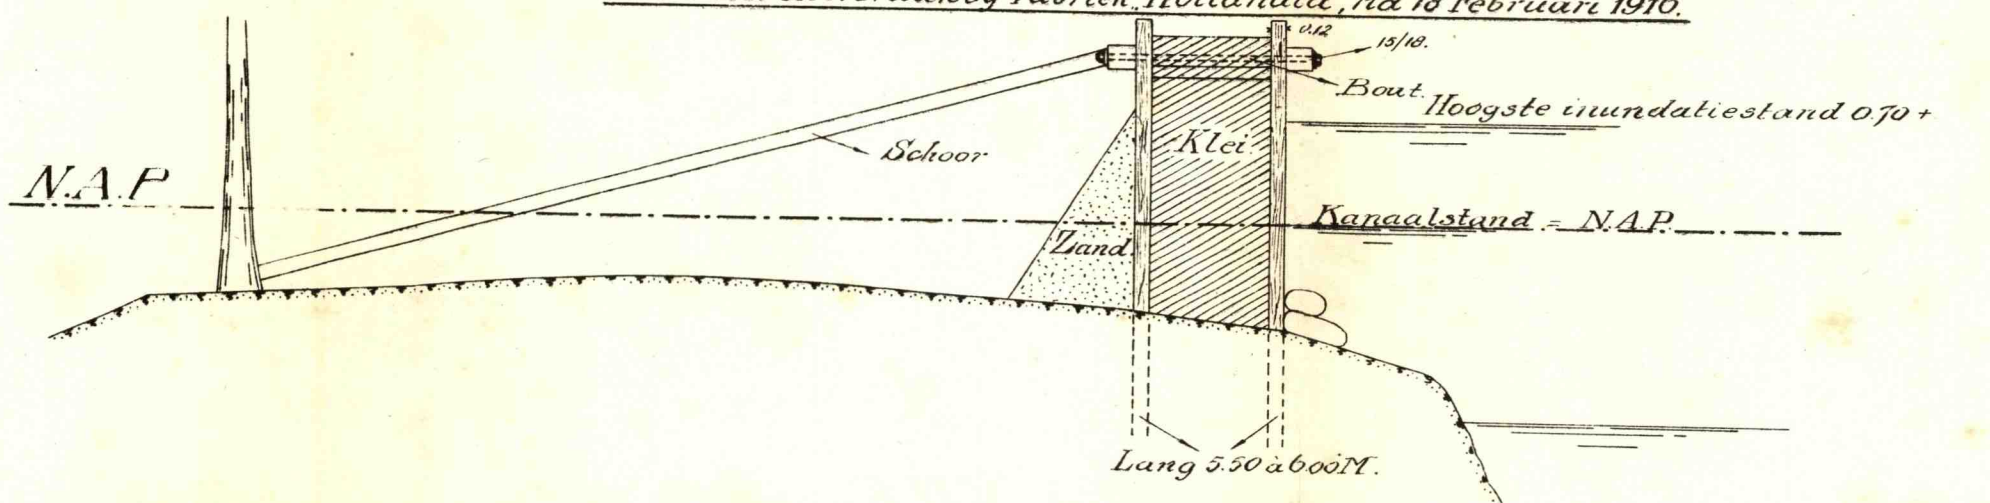 Fabriek „Hollandia", na 18 Februari 1916.
0.12
15/18.
Bout.
Hoogste inundatiestand 0.70 +
Klei.
Schoor
N.A.P
Kanaalstand = N.A.P.
Zand.
Lang 5.50 à 6.00 M.